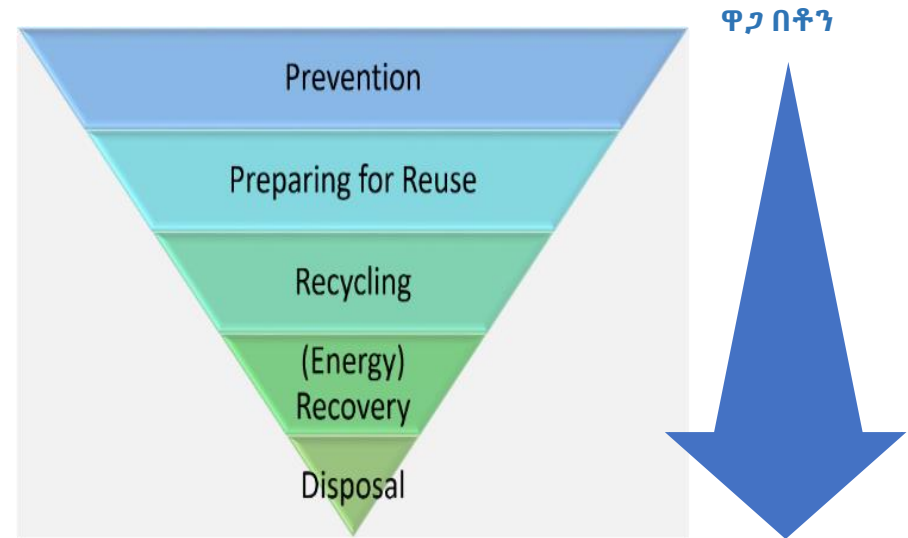 ዋጋ በቶን
Prevention
Preparing for Reuse
Recycling
(Energy)
Recovery
Disposal